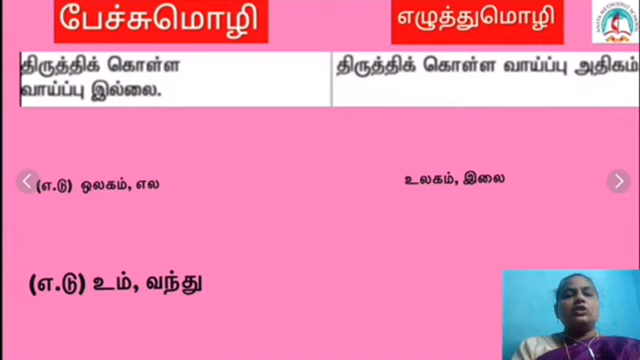 பேச்சுமொழி
எழுத்துமொழி
திருத்திக் கொள்ள
வாய்ப்பு இல்லை.
திருத்திக் கொள்ள வாய்ப்பு அதிகம்
(எ.டு) ஒலகம், எல
உலகம், இலை
(எ.டு) உம், வந்து